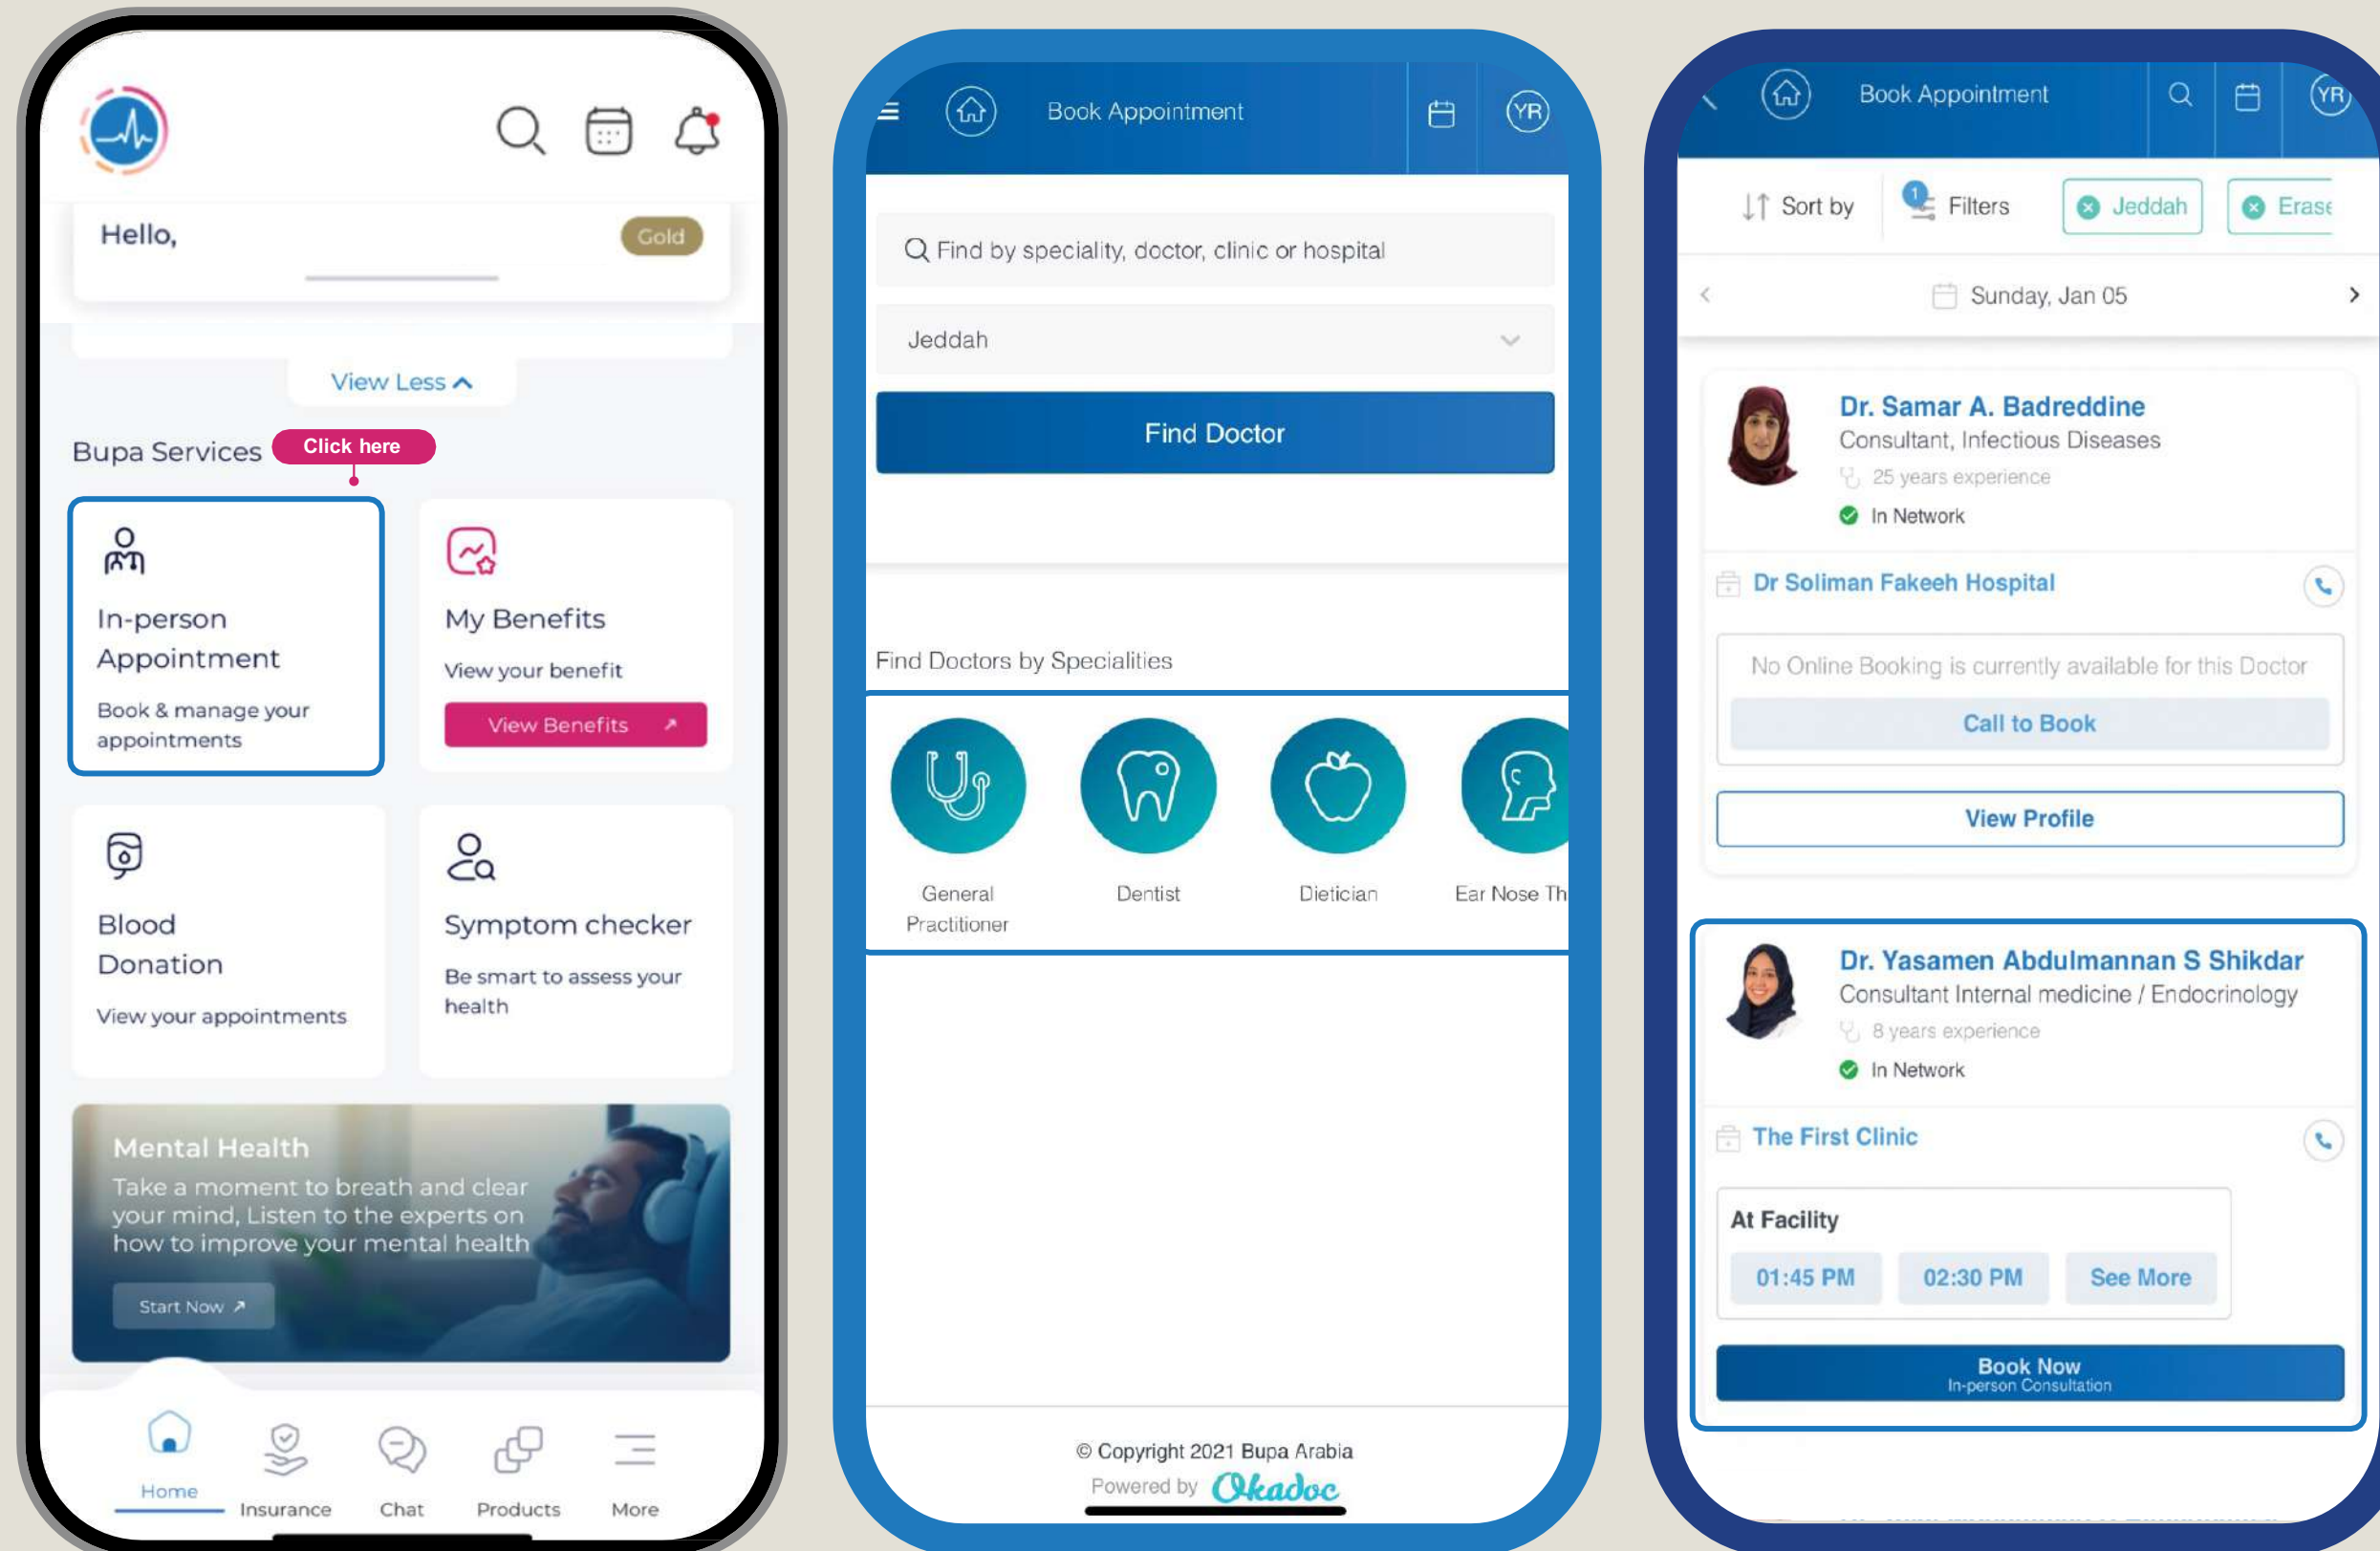 Hello,
Gold
View Less
Bupa Services
Click here
In-person
Appointment
Book & manage your
appointments
My Benefits
View your benefit
View Benefits
Blood
Donation
View your appointments
Symptom checker
Be smart to assess your
health
Mental Health
Take a moment to breath and clear
your mind, Listen to the experts on
how to improve your mental health
Start Now
Home
Insurance
Chat
Products
More
Book Appointment
YR
Find by speciality, doctor, clinic or hospital
Jeddah
Find Doctor
Find Doctors by Specialities
General
Practitioner
Dentist
Dietician
Ear Nose Th
© Copyright 2021 Bupa Arabia
Powered by Okadoc
Book Appointment
YR
Sort by
1
Filters
Jeddah
Erase
Sunday, Jan 05
Dr. Samar A. Badreddine
Consultant, Infectious Diseases
25 years experience
In Network
Dr Soliman Fakeeh Hospital
No Online Booking is currently available for this Doctor
Call to Book
View Profile
Dr. Yasamen Abdulmannan S Shikdar
Consultant Internal medicine / Endocrinology
8 years experience
In Network
The First Clinic
At Facility
01:45 PM
02:30 PM
See More
Book Now
In-person Consultation